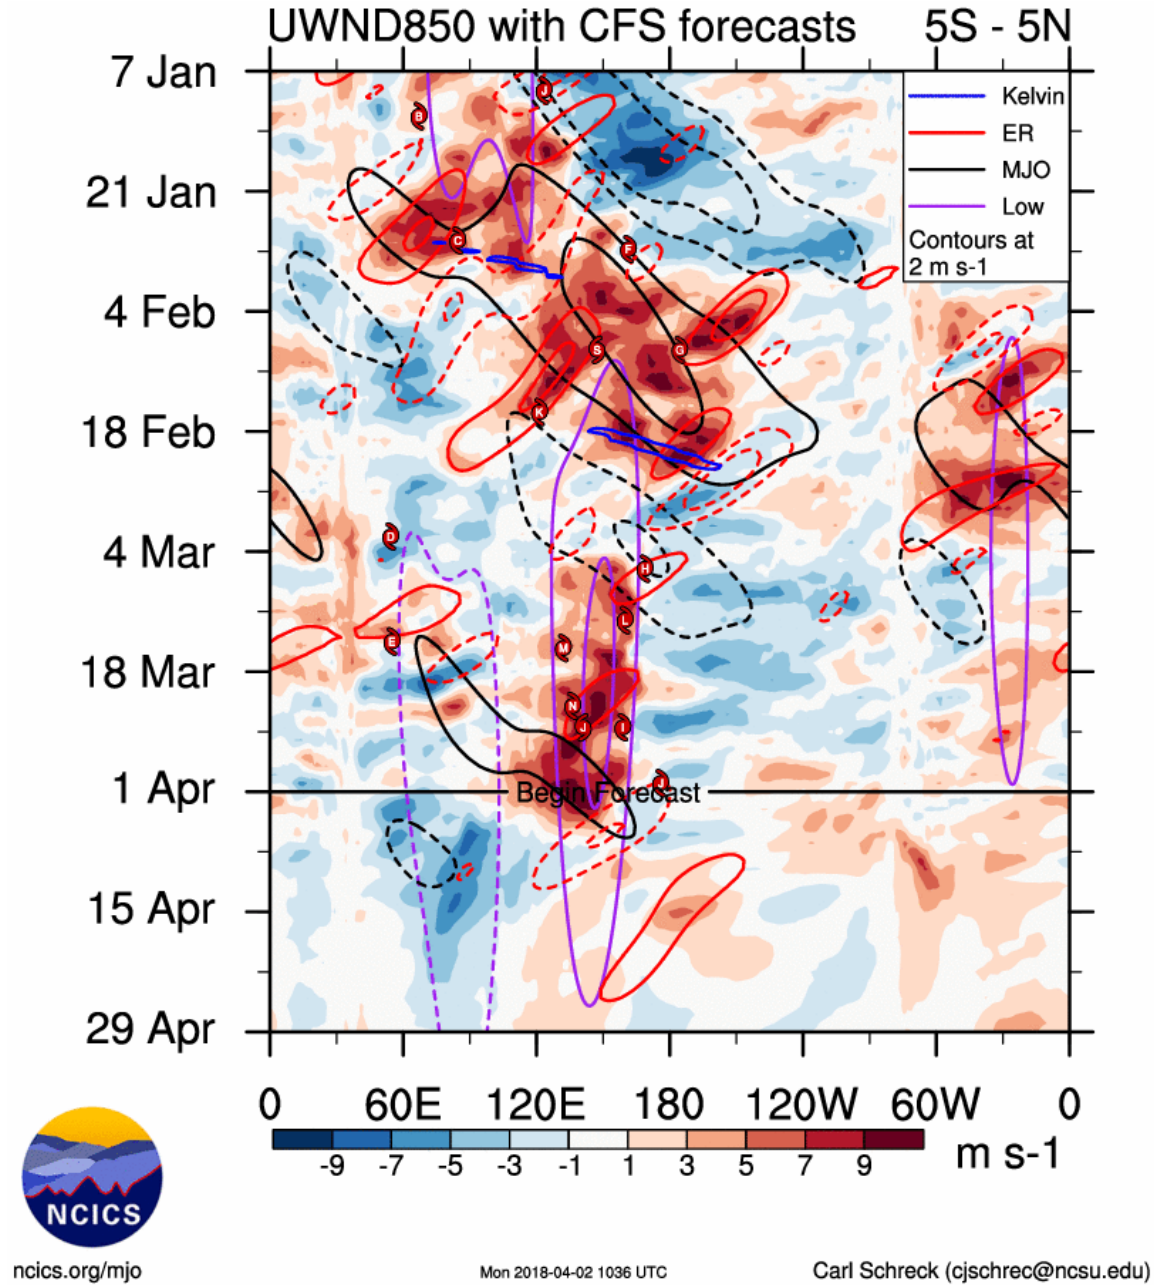 UWND850 with CFS forecasts 5S - 5N
7 Jan
21 Jan
4 Feb
18 Feb
4 Mar
18 Mar
1 Apr
15 Apr
29 Apr
Kelvin
ER
MJO
Low
Contours at
2 m s-1
J
B
C
F
S
G
K
D
H
L
E
M
N
J
I
J
Begin Forecast
0 60E 120E 180 120W 60W 0
-9 -7 -5 -3 -1 1 3 5 7 9 m s-1
NCICS
ncics.org/mjo Mon 2018-04-02 1036 UTC Carl Schreck (cjschrec@ncsu.edu)